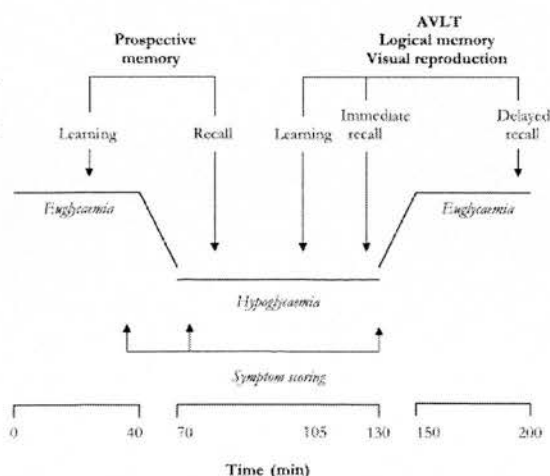 AVLT
Logical memory
Visual reproduction
Prospective
memory
Learning
Recall
Learning
Immediate
recall
Delayed
recall
Euglycaemia
Euglycaemia
Hypoglycaemia
Symptom scoring
0 40 70 105 130 150 200
Time (min)